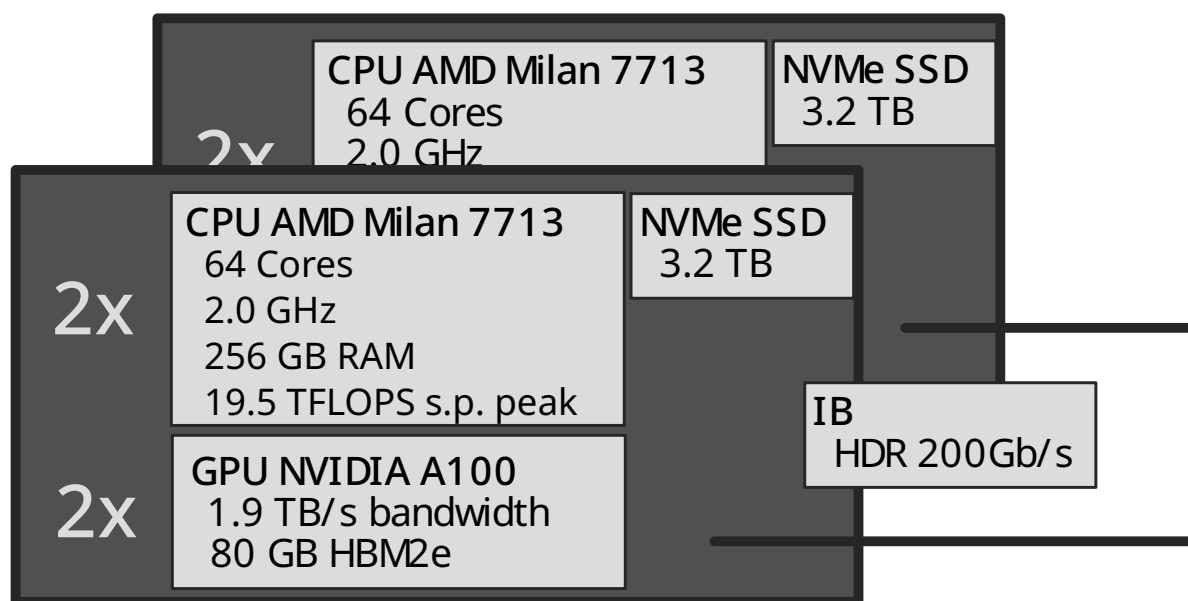 CPU AMD Milan 7713
64 Cores
2.0 GHz
2x
NVMe SSD
3.2 TB
2x
CPU AMD Milan 7713
64 Cores
2.0 GHz
256 GB RAM
19.5 TFLOPS s.p. peak
NVMe SSD
3.2 TB
2x
GPU NVIDIA A100
1.9 TB/s bandwidth
80 GB HBM2e
IB
HDR 200Gb/s